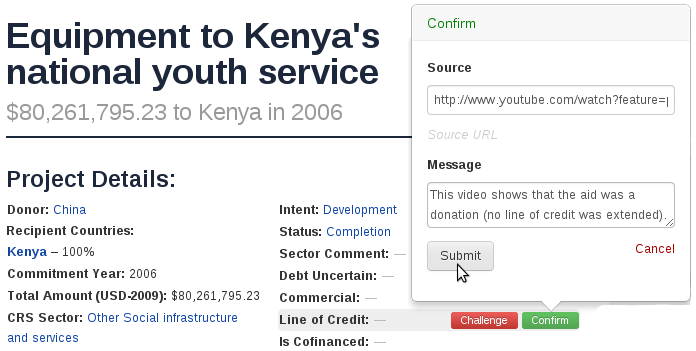 Equipment to Kenya's
national youth service
$80,261,795.23 to Kenya in 2006
Project Details:
Donor: China
Recipient Countries:
Kenya – 100%
Commitment Year: 2006
Total Amount (USD-2009): $80,261,795.23
CRS Sector: Other Social infrastructure
and services
Intent: Development
Status: Completion
Sector Comment: —
Debt Uncertain: —
Commercial: —
Line of Credit: —
Challenge
Confirm
Is Cofinanced: —
Confirm
Source
http://www.youtube.com/watch?feature=
Source URL
Message
This video shows that the aid was a
donation (no line of credit was extended).
Submit
Cancel